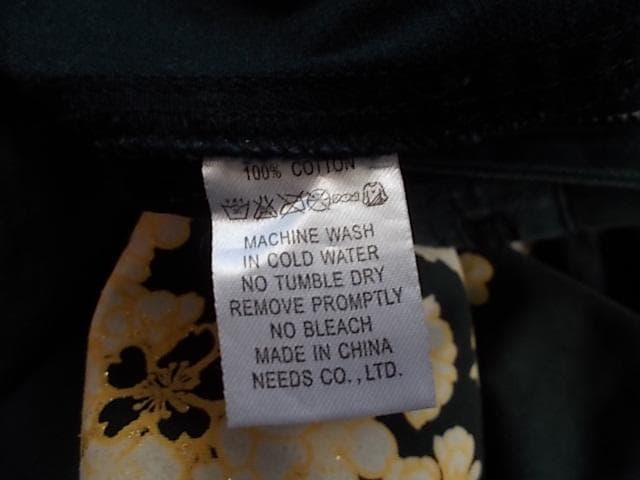 100% COTTON
MACHINE WASH
IN COLD WATER
NO TUMBLE DRY
REMOVE PROMPTLY
NO BLEACH
MADE IN CHINA
NEEDS CO., LTD.